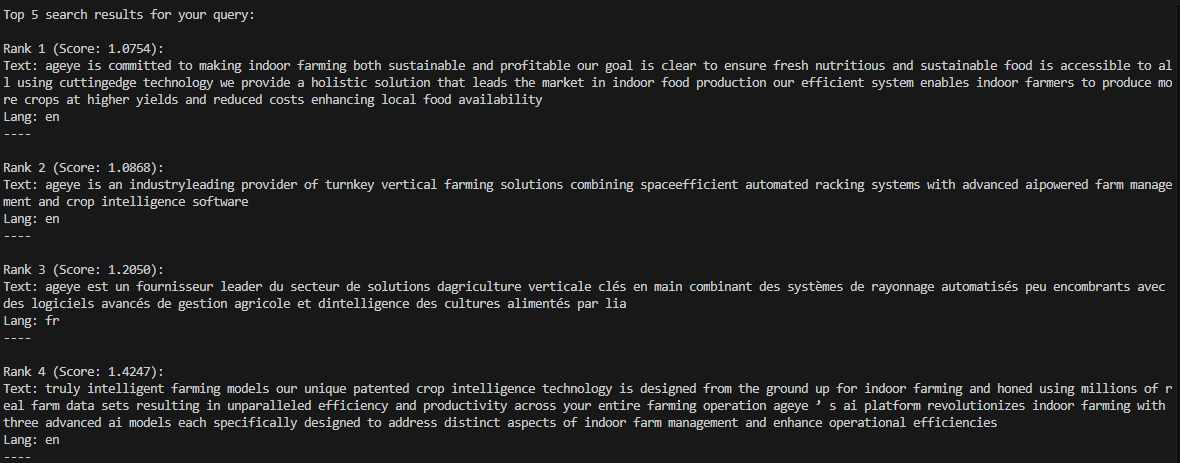 Top 5 search results for your query:
Rank 1 (Score: 1.0754):
Text: ageye is committed to making indoor farming both sustainable and profitable our goal is clear to ensure fresh nutritious and sustainable food is accessible to al
l using cuttingedge technology we provide a holistic solution that leads the market in indoor food production our efficient system enables indoor farmers to produce mo
re crops at higher yields and reduced costs enhancing local food availability
Lang: en
----
Rank 2 (Score: 1.0868):
Text: ageye is an industryleading provider of turnkey vertical farming solutions combining spaceefficient automated racking systems with advanced aipowered farm manage
ment and crop intelligence software
Lang: en
----
Rank 3 (Score: 1.2050):
Text: ageye est un fournisseur leader du secteur de solutions dagriculture verticale clés en main combinant des systèmes de rayonnage automatisés peu encombrants avec
des logiciels avancés de gestion agricole et dintelligence des cultures alimentés par lia
Lang: fr
----
Rank 4 (Score: 1.4247):
Text: truly intelligent farming models our unique patented crop intelligence technology is designed from the ground up for indoor farming and honed using millions of r
eal farm data sets resulting in unparalleled efficiency and productivity across your entire farming operation ageye ’ s ai platform revolutionizes indoor farming with
three advanced ai models each specifically designed to address distinct aspects of indoor farm management and enhance operational efficiencies
Lang: en
----